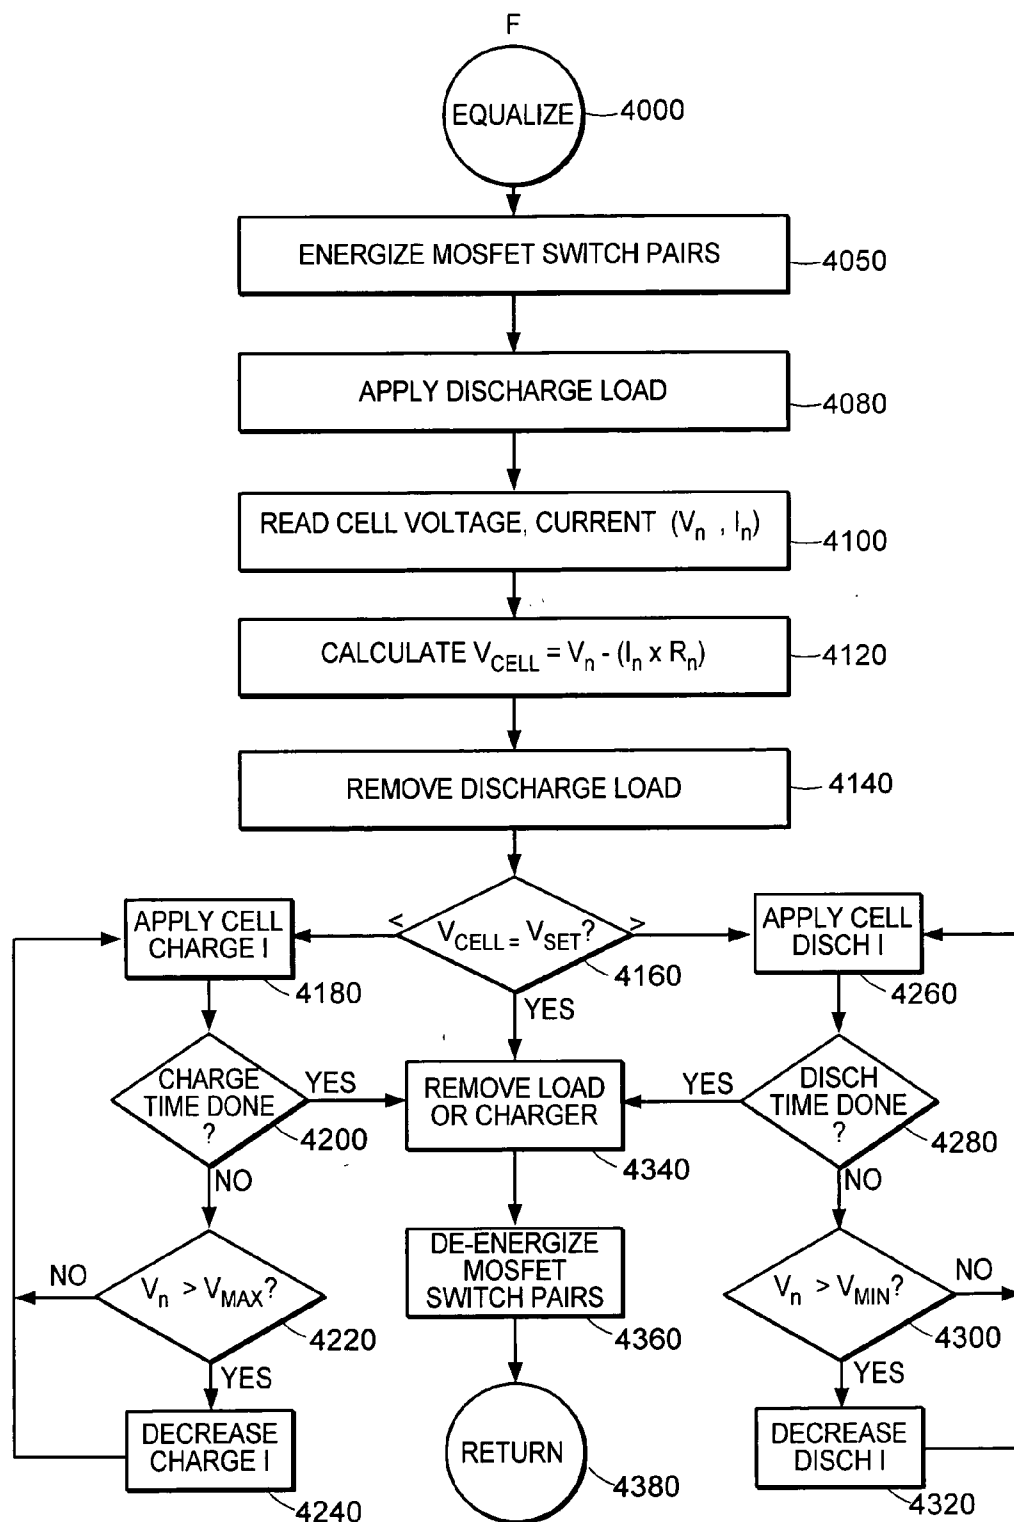 F
EQUALIZE
4000
ENERGIZE MOSFET SWITCH PAIRS
4050
APPLY DISCHARGE LOAD
4080
READ CELL VOLTAGE, CURRENT (Vn , In)
4100
CALCULATE VCELL = Vn - (In x Rn)
4120
REMOVE DISCHARGE LOAD
4140
<
VCELL = VSET?
>
4160
YES
APPLY CELL
CHARGE I
4180
APPLY CELL
DISCH I
4260
CHARGE
TIME DONE
?
YES
4200
NO
REMOVE LOAD
OR CHARGER
4340
YES
DISCH
TIME DONE
?
4280
NO
NO
Vn > VMAX?
4220
YES
DE-ENERGIZE
MOSFET
SWITCH PAIRS
4360
Vn > VMIN?
NO
4300
YES
DECREASE
CHARGE I
4240
RETURN
4380
DECREASE
DISCH I
4320